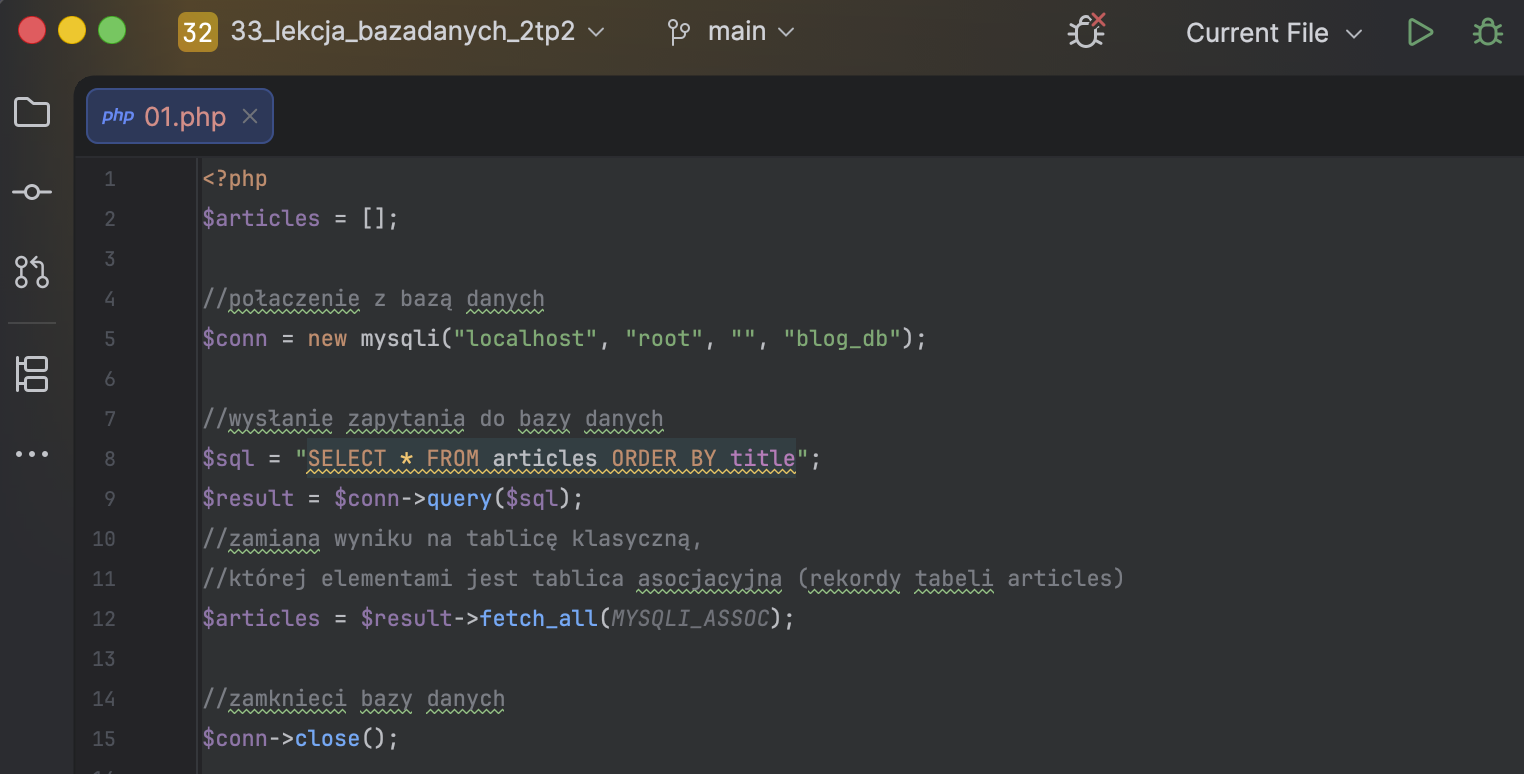 32 33_lekcja_bazadanych_2tp2 main Current File
php 01.php
1 <?php
2 $articles = [];
3
4 //połaczenie z bazą danych
5 $conn = new mysqli("localhost", "root", "", "blog_db");
6
7 //wysłanie zapytania do bazy danych
8 $sql = "SELECT * FROM articles ORDER BY title";
9 $result = $conn->query($sql);
10 //zamiana wyniku na tablicę klasyczną,
11 //której elementami jest tablica asocjacyjna (rekordy tabeli articles)
12 $articles = $result->fetch_all(MYSQLI_ASSOC);
13
14 //zamknieci bazy danych
15 $conn->close();